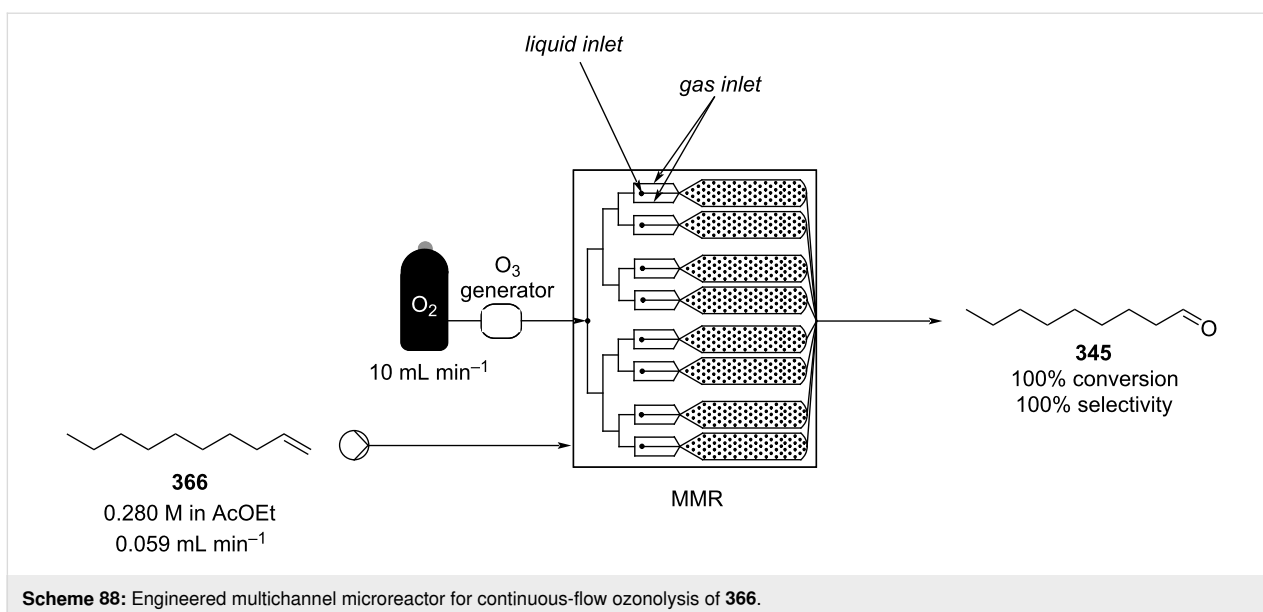 liquid inlet
gas inlet
O3
generator
O2
10 mL min–1
O
345
100% conversion
100% selectivity
366
0.280 M in AcOEt
0.059 mL min–1
MMR
Scheme 88: Engineered multichannel microreactor for continuous-flow ozonolysis of 366.